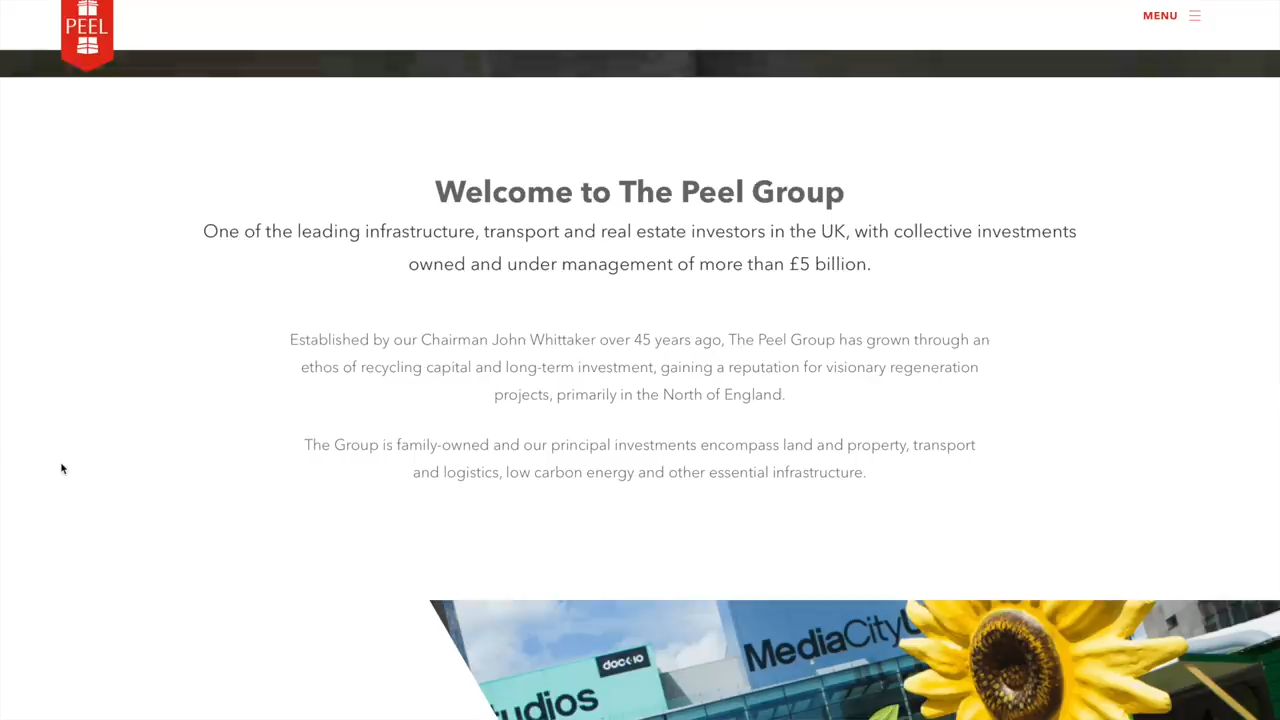 PEEL
MENU
Welcome to The Peel Group
One of the leading infrastructure, transport and real estate investors in the UK, with collective investments
owned and under management of more than £5 billion.
Established by our Chairman John Whittaker over 45 years ago, The Peel Group has grown through an
ethos of recycling capital and long-term investment, gaining a reputation for visionary regeneration
projects, primarily in the North of England.
The Group is family-owned and our principal investments encompass land and property, transport
and logistics, low carbon energy and other essential infrastructure.
MediaCityU
dock10
udios